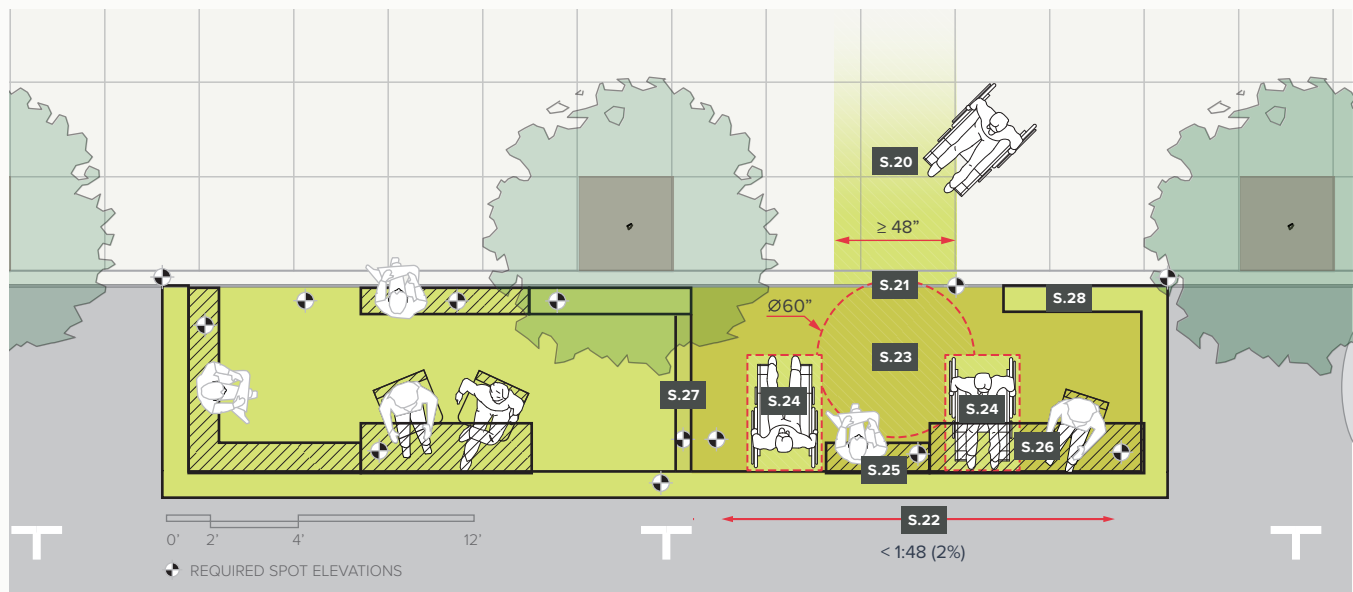 S.20
≥ 48”
S.21
S.28
Ø60”
S.23
S.27
S.24
S.24
S.26
S.25
S.22
0’ 2’ 4’ 12’
< 1:48 (2%)
REQUIRED SPOT ELEVATIONS